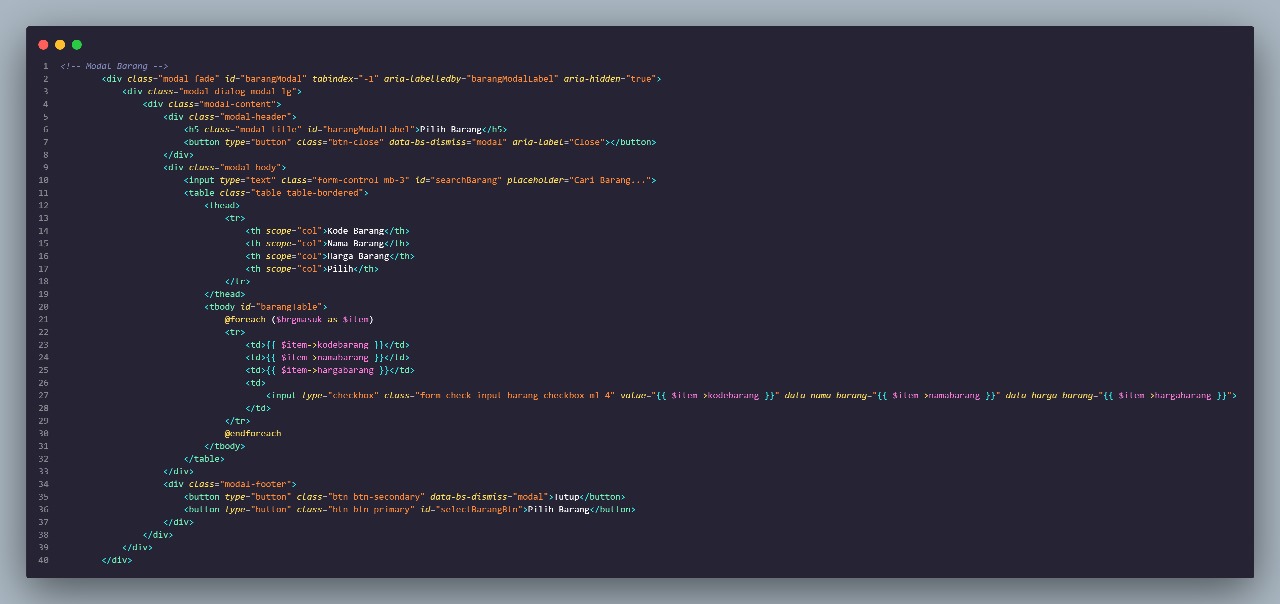 1 <!-- Modal Barang -->
2 <div class="modal fade" id="barangModal" tabindex="-1" aria-labelledby="barangModalLabel" aria-hidden="true">
3 <div class="modal-dialog modal-lg">
4 <div class="modal-content">
5 <div class="modal-header">
6 <h5 class="modal-title" id="barangModalLabel">Pilih Barang</h5>
7 <button type="button" class="btn-close" data-bs-dismiss="modal" aria-label="Close"></button>
8 </div>
9 <div class="modal-body">
10 <input type="text" class="form-control mb-3" id="searchBarang" placeholder="Cari Barang...">
11 <table class="table table-bordered">
12 <thead>
13 <tr>
14 <th scope="col">Kode Barang</th>
15 <th scope="col">Nama Barang</th>
16 <th scope="col">Harga Barang</th>
17 <th scope="col">Pilih</th>
18 </tr>
19 </thead>
20 <tbody id="barangTable">
21 @foreach ($brgmasuk as $item)
22 <tr>
23 <td>{{ $item->kodebarang }}</td>
24 <td>{{ $item->namabarang }}</td>
25 <td>{{ $item->hargabarang }}</td>
26 <td>
27 <input type="checkbox" class="form-check-input barang-checkbox ml-4" value="{{ $item->kodebarang }}" data-nama-barang="{{ $item->namabarang }}" data-harga-barang="{{ $item->hargabarang }}">
28 </td>
29 </tr>
30 @endforeach
31 </tbody>
32 </table>
33 </div>
34 <div class="modal-footer">
35 <button type="button" class="btn btn-secondary" data-bs-dismiss="modal">Tutup</button>
36 <button type="button" class="btn btn-primary" id="selectBarangBtn">Pilih Barang</button>
37 </div>
38 </div>
39 </div>
40 </div>